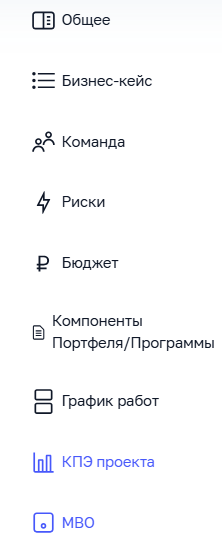 Общее
Бизнес-кейс
Команда
Риски
Бюджет
Компоненты
Портфеля/Программы
График работ
КПЭ проекта
МВО